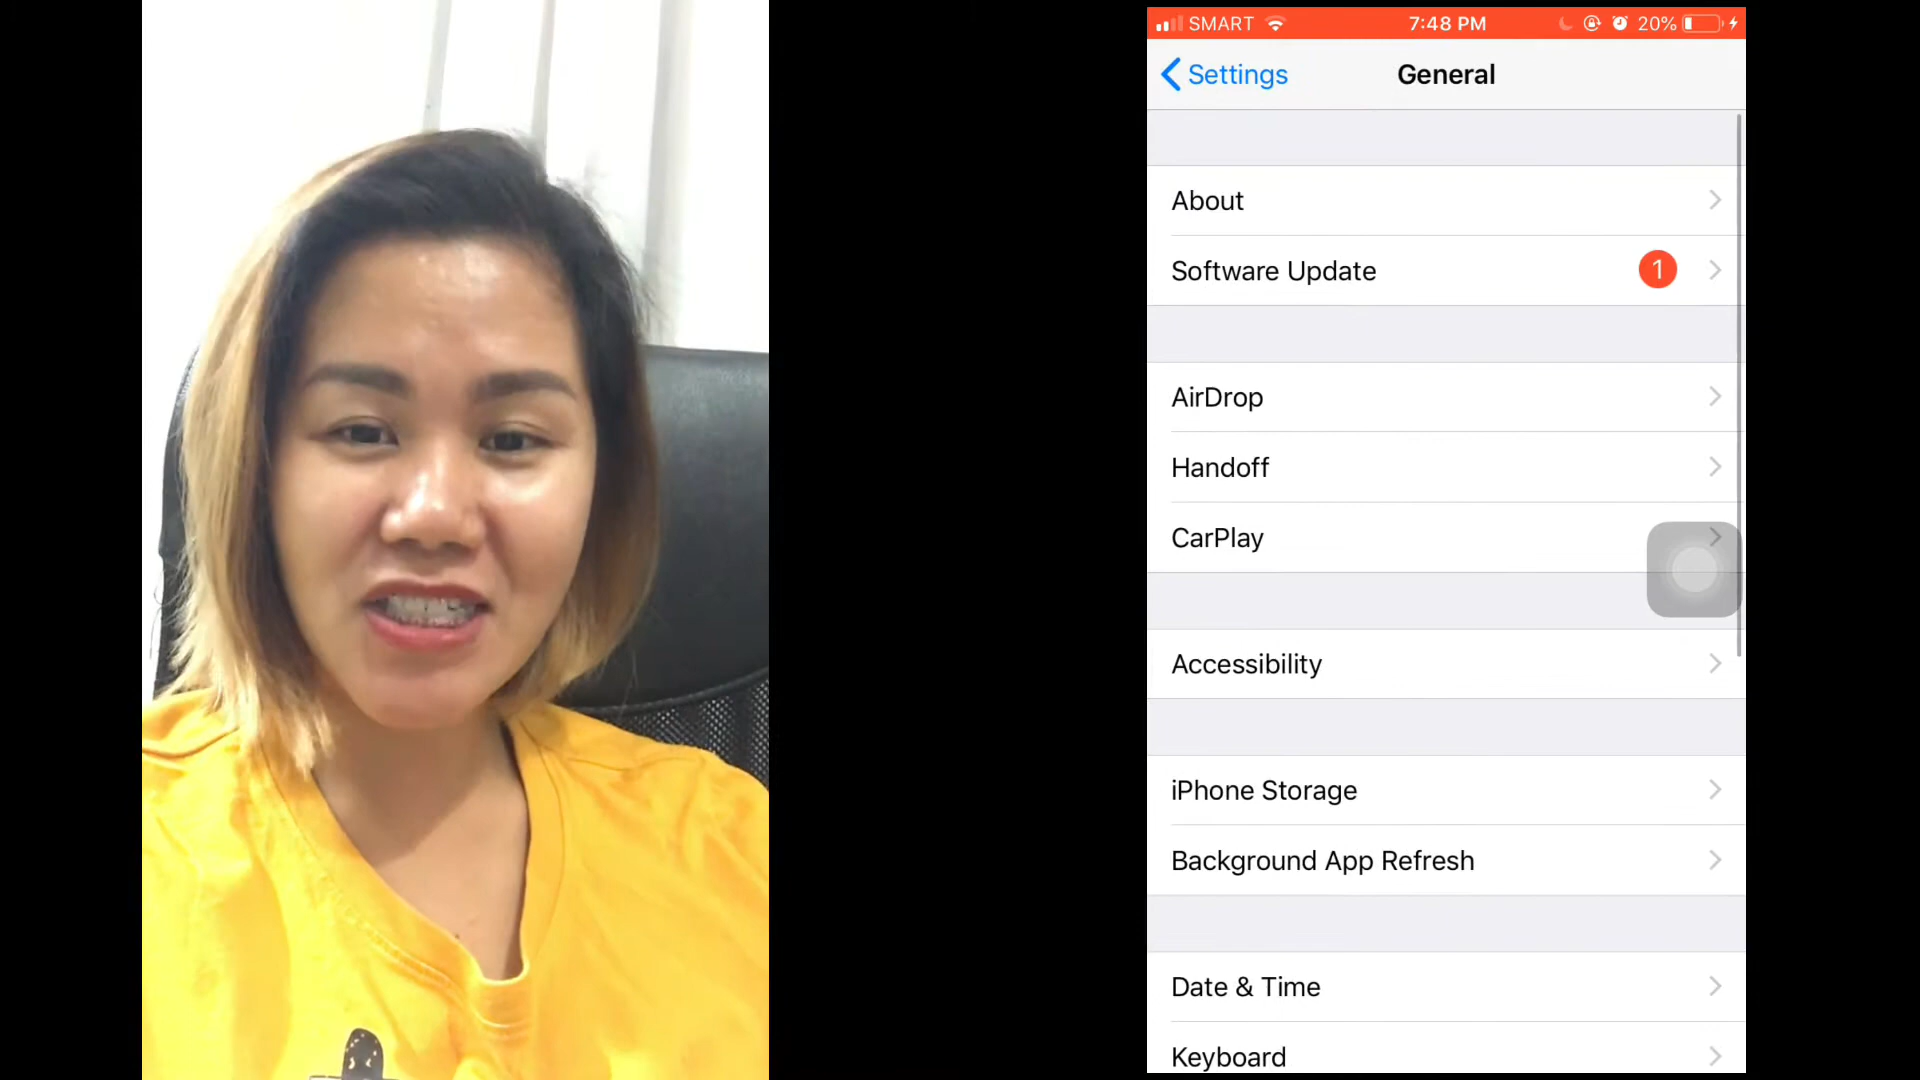 SMART 7:48 PM 20%
Settings General
About
Software Update 1
AirDrop
Handoff
CarPlay
Accessibility
iPhone Storage
Background App Refresh
Date & Time
Keyboard